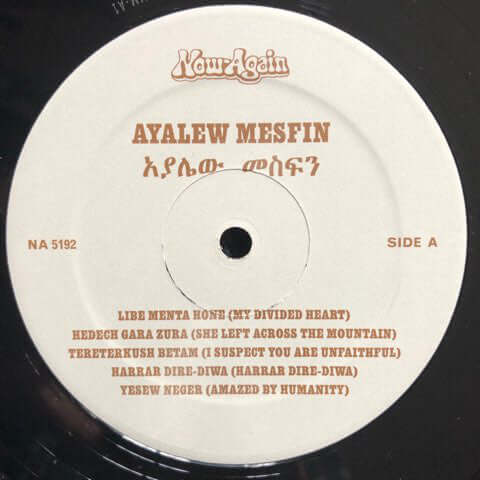 Now-Again
AYALEW MESFIN
አያሌው መስፍን
NA 5192
SIDE A
LIBE MENTA HONE (MY DIVIDED HEART)
HEDECH GARA ZURA (SHE LEFT ACROSS THE MOUNTAIN)
TERETERKUSH BETAM (I SUSPECT YOU ARE UNFAITHFUL)
HARRAR DIRE-DIWA (HARRAR DIRE-DIWA)
YESEW NEGER (AMAZED BY HUMANITY)